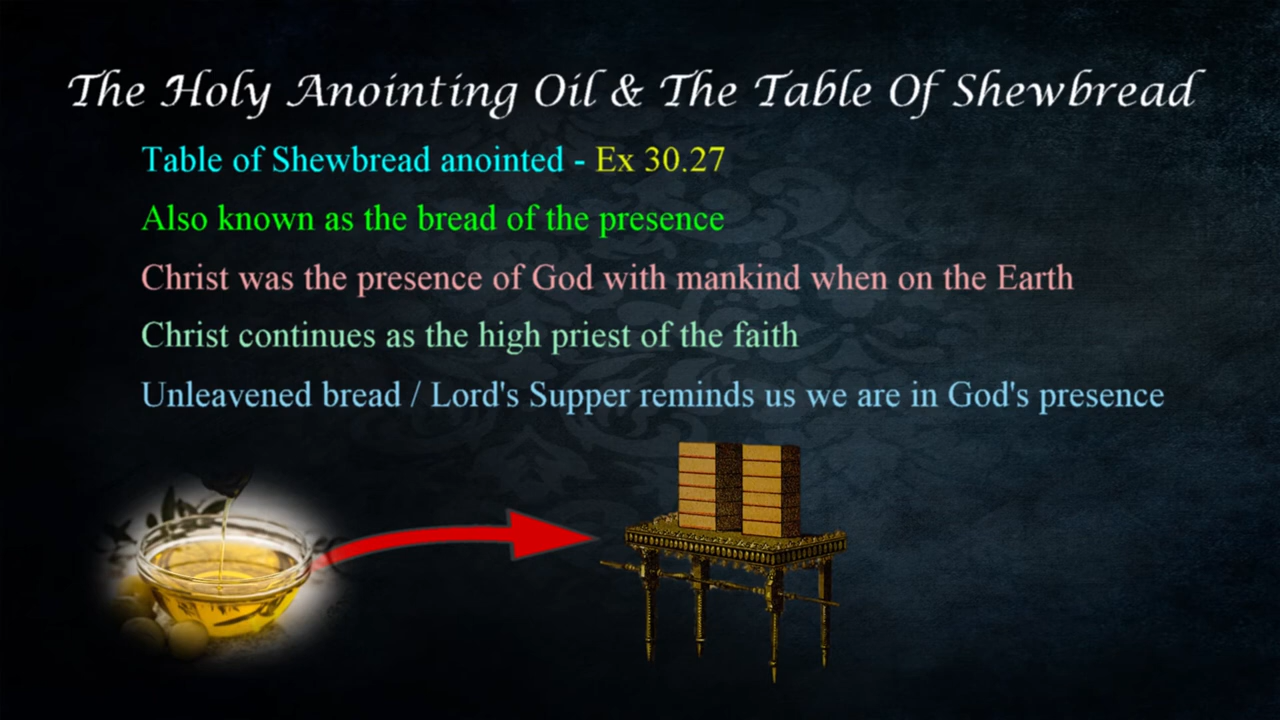 The Holy Anointing Oil & The Table Of Shewbread
Table of Shewbread anointed - Ex 30.27
Also known as the bread of the presence
Christ was the presence of God with mankind when on the Earth
Christ continues as the high priest of the faith
Unleavened bread / Lord's Supper reminds us we are in God's presence